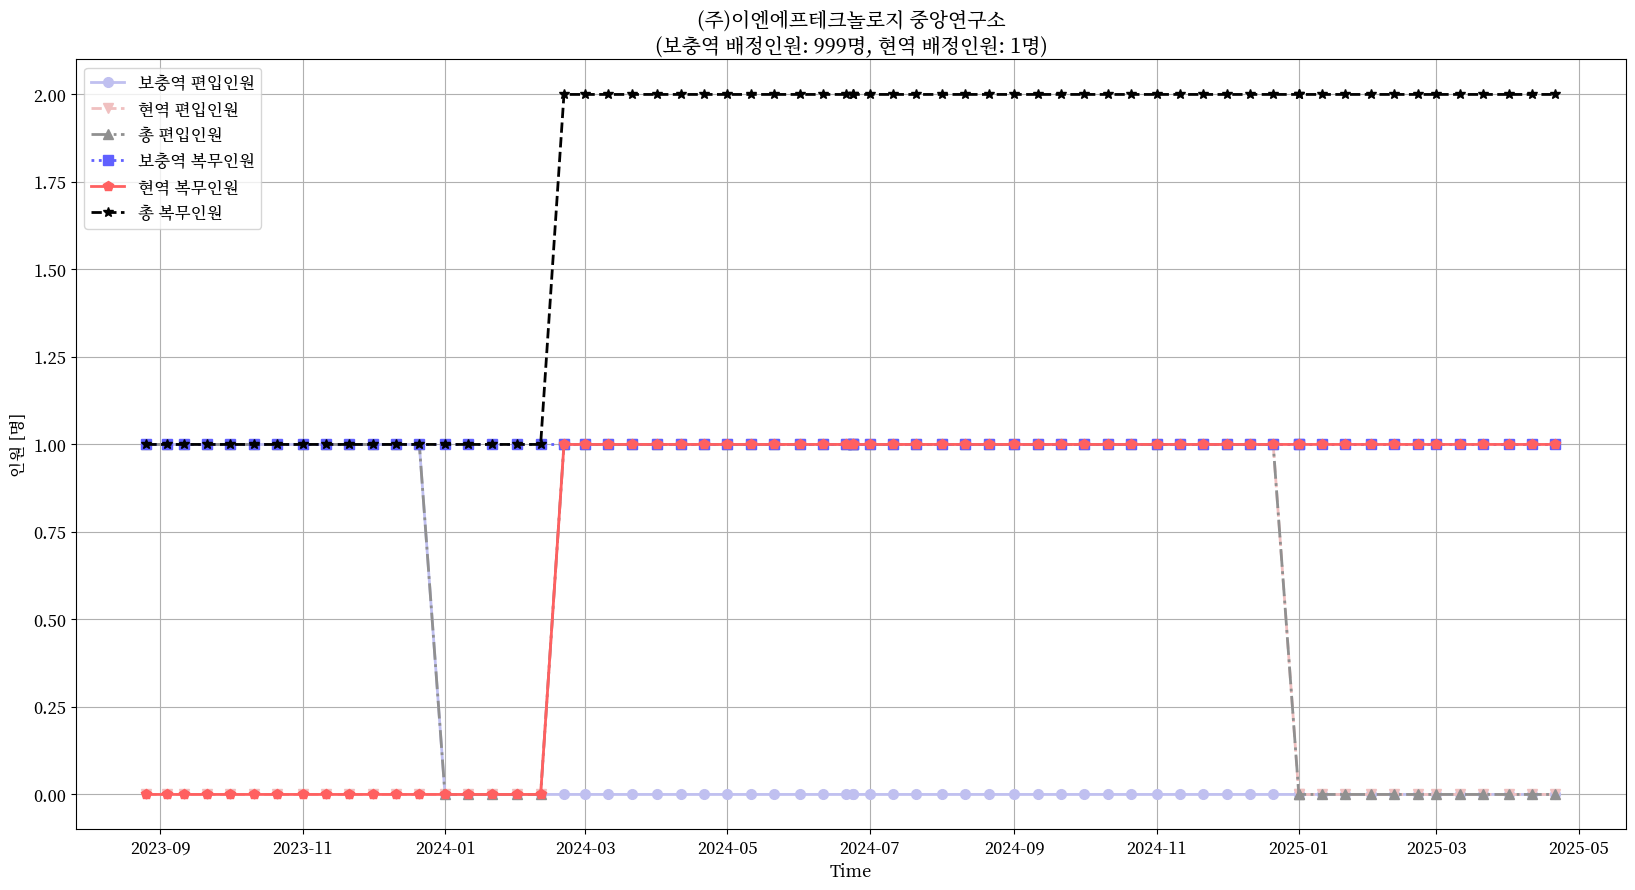 (주)이엔에프테크놀로지 중앙연구소
(보충역 배정인원: 999명, 현역 배정인원: 1명)
보충역 편입인원
현역 편입인원
총 편입인원
보충역 복무인원
현역 복무인원
총 복무인원
2.00
1.75
1.50
1.25
1.00
0.75
0.50
0.25
0.00
인원 [명]
2023-09 2023-11 2024-01 2024-03 2024-05 2024-07 2024-09 2024-11 2025-01 2025-03 2025-05
Time